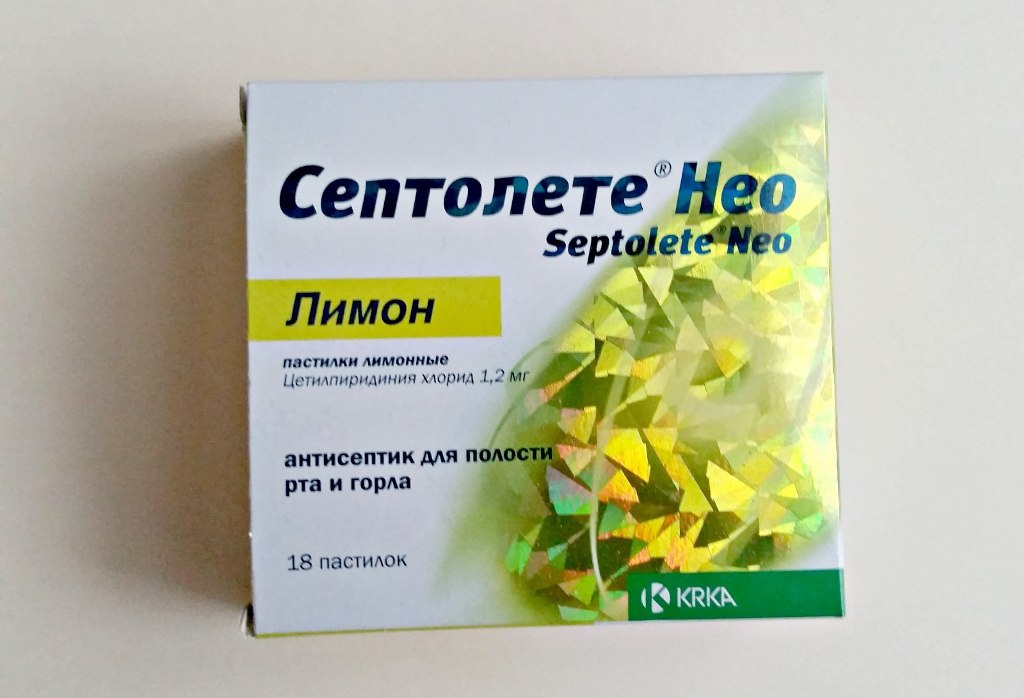 Септолете® Нео
Septolete® Neo
Лимон
пастилки лимонные
Цетилпиридиния хлорид 1,2 мг
антисептик для полости
рта и горла
18 пастилок
KRKA